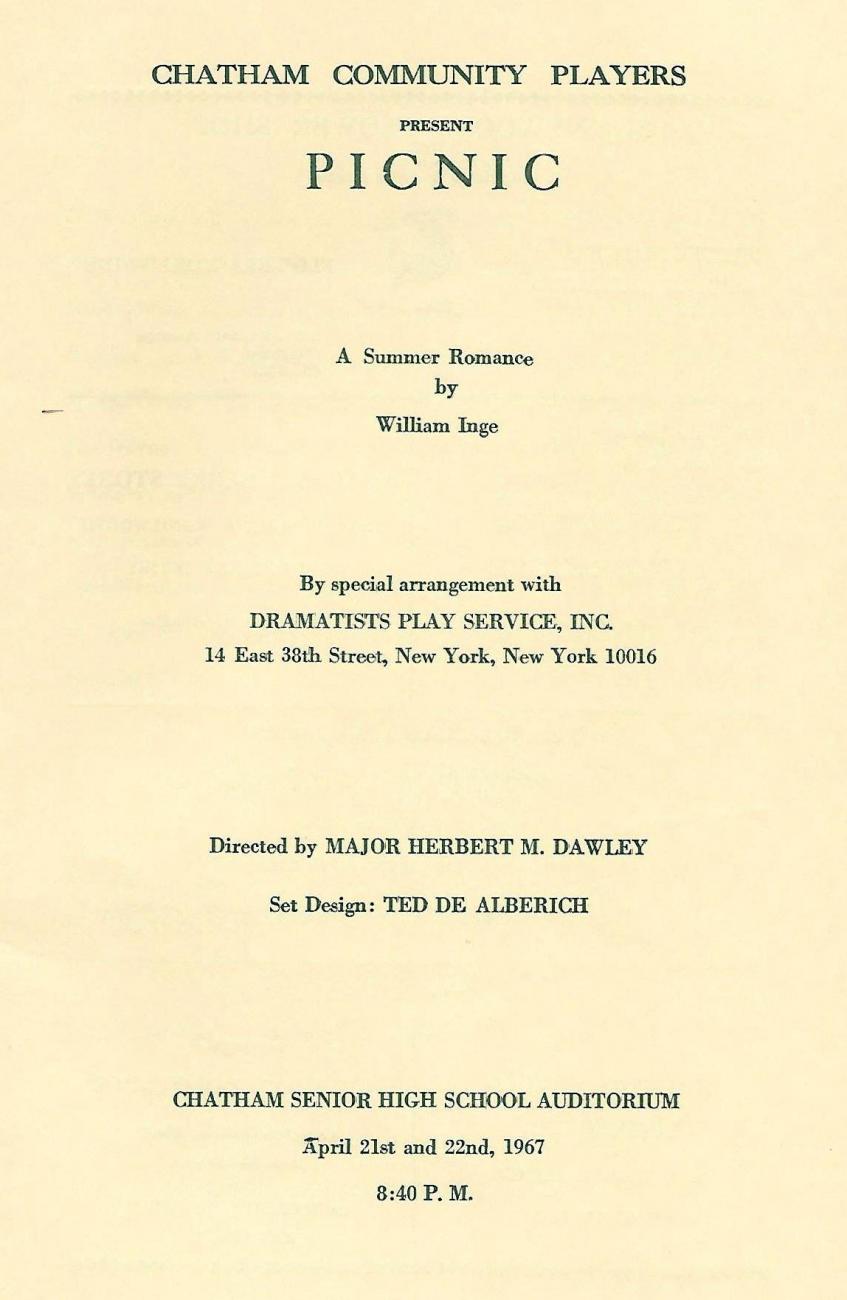 CHATHAM COMMUNITY PLAYERS
PRESENT
PICNIC
A Summer Romance
by
William Inge
By special arrangement with
DRAMATISTS PLAY SERVICE, INC.
14 East 38th Street, New York, New York 10016
Directed by MAJOR HERBERT M. DAWLEY
Set Design: TED DE ALBERICH
CHATHAM SENIOR HIGH SCHOOL AUDITORIUM
April 21st and 22nd, 1967
8:40 P. M.